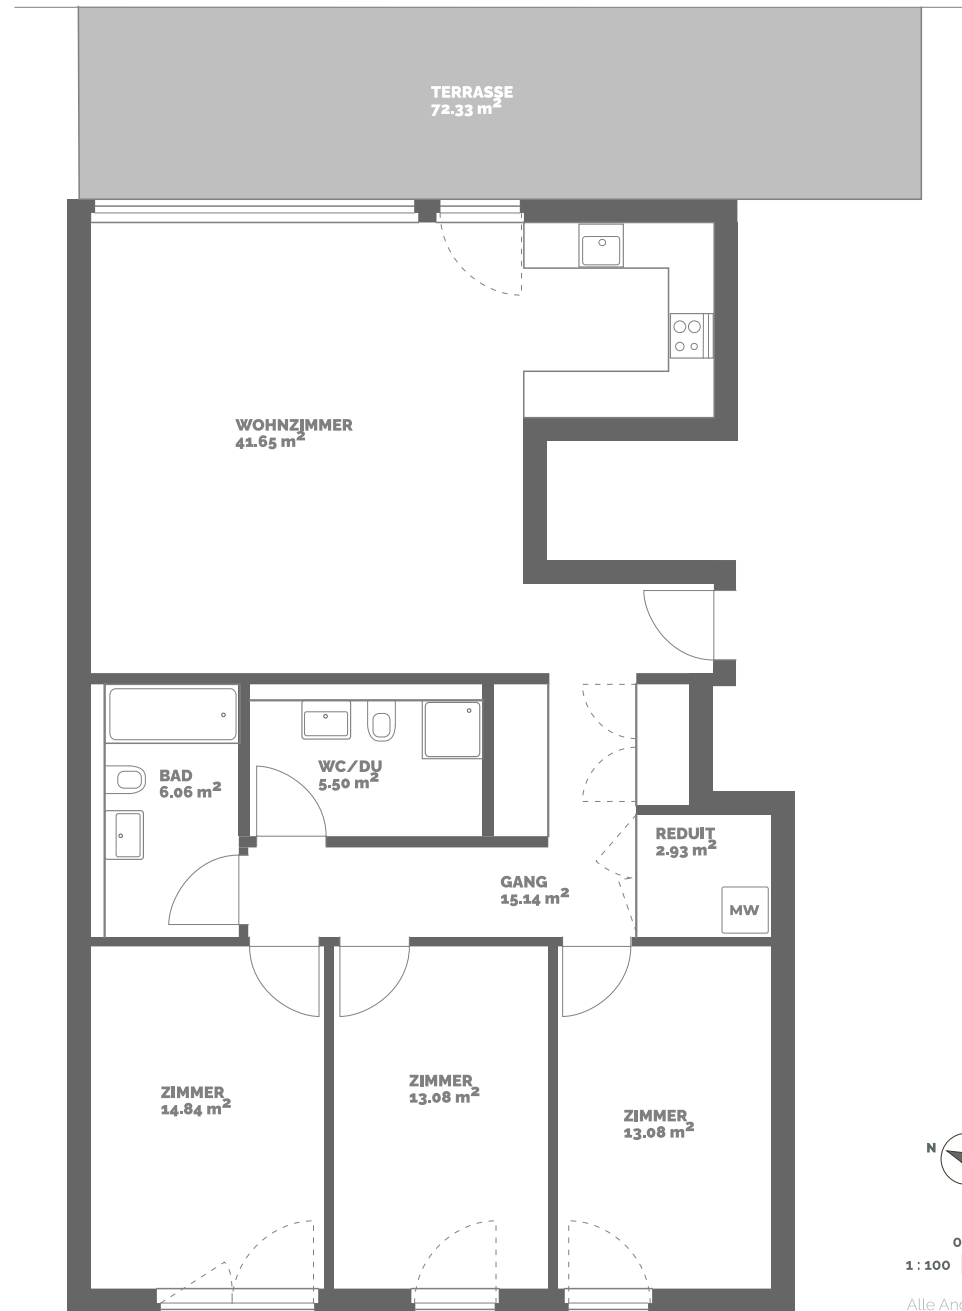 TERRASSE
72.33 m²
WOHNZIMMER
41.65 m²
BAD
6.06 m²
WC/DU
5.50 m²
REDUIT
2.93 m²
GANG
15.14 m²
MW
ZIMMER
14.84 m²
ZIMMER
13.08 m²
ZIMMER
13.08 m²
N
0
1 : 100
Alle